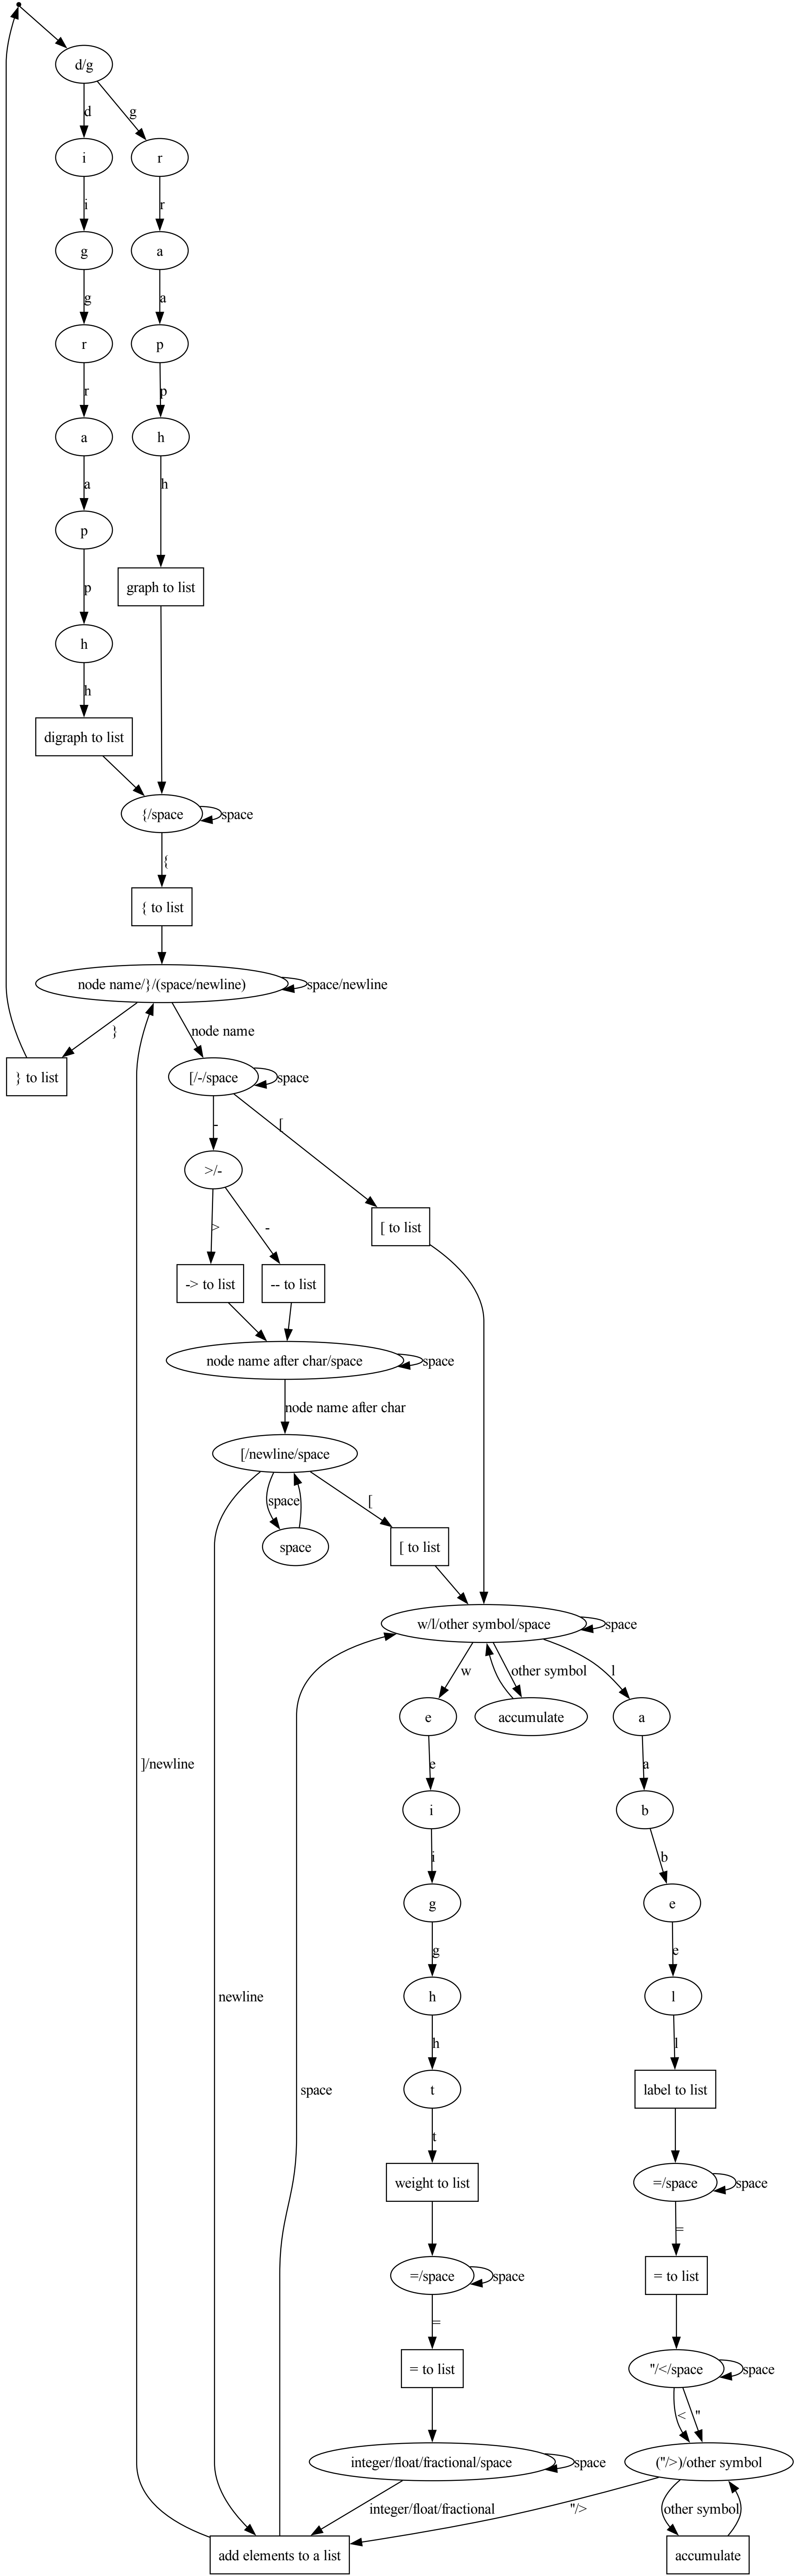 d/g
d
g
i
r
i
r
g
a
g
a
r
p
r
p
a
h
a
h
p
graph to list
p
h
h
digraph to list
{/space
space
{
{ to list
node name/}/(space/newline)
space/newline
}
node name
} to list
[/-/space
space
-
[
>/-
[ to list
>
-
-> to list
-- to list
node name after char/space
space
node name after char
[/newline/space
space
[
space
[ to list
w/l/other symbol/space
space
w
other symbol
l
e
accumulate
a
]/newline
e
a
i
b
i
b
g
e
g
e
newline
h
l
h
l
space
t
label to list
t
weight to list
=/space
space
=
=/space
space
= to list
=
= to list
"/</space
space
<
"
integer/float/fractional/space
space
("/>)/other symbol
integer/float/fractional
"/>
other symbol
add elements to a list
accumulate